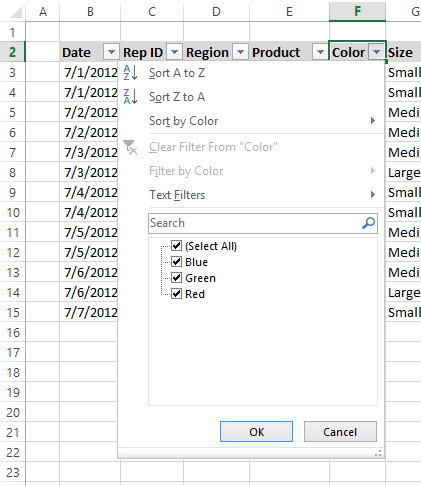 A B C D E F G
1
2 Date Rep ID Region Product Color Size
3 7/1/2012 Small
4 7/1/2012 Small
5 7/2/2012 Medi
6 7/2/2012 Medi
7 7/3/2012 Medi
8 7/3/2012 Large
9 7/4/2012 Small
10 7/4/2012 Small
11 7/5/2012 Medi
12 7/5/2012 Medi
13 7/6/2012 Medi
14 7/6/2012 Large
15 7/7/2012 Small
16
17
18
19
20
21
22
23
Sort A to Z
Sort Z to A
Sort by Color
Clear Filter From "Color"
Filter by Color
Text Filters
Search
(Select All)
Blue
Green
Red
OK Cancel